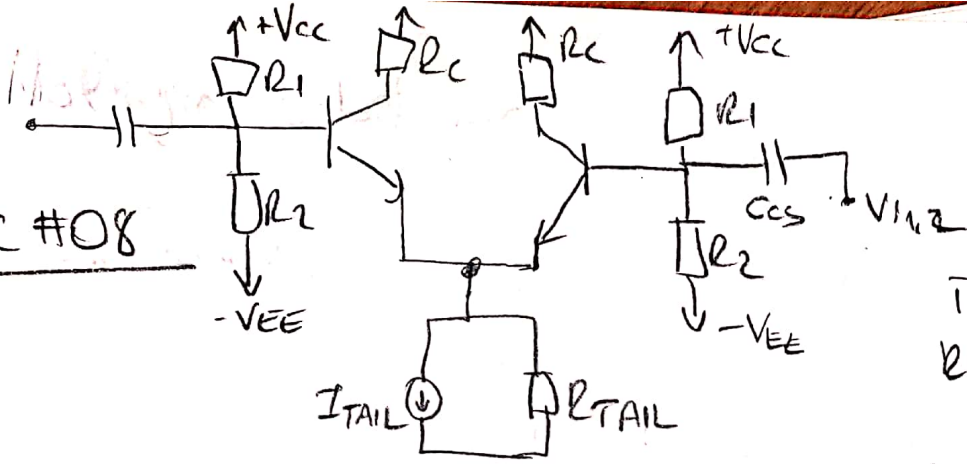 +Vcc
R1
Rc
Rc
+Vcc
R1
Ccs
R2
#08
R2
-VEE
-VEE
ITAIL
RTAIL